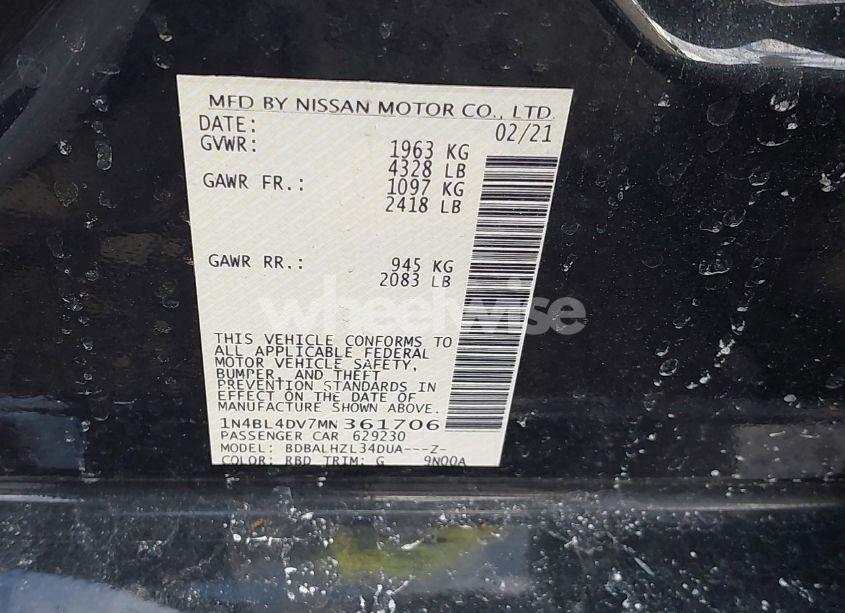 MFD BY NISSAN MOTOR CO., LTD.
DATE: 02/21
GVWR: 1963 KG
4328 LB
GAWR FR.: 1097 KG
2418 LB
GAWR RR.: 945 KG
2083 LB
wheelwise
THIS VEHICLE CONFORMS TO
ALL APPLICABLE FEDERAL
MOTOR VEHICLE SAFETY,
BUMPER, AND THEFT
PREVENTION STANDARDS IN
EFFECT ON THE DATE OF
MANUFACTURE SHOWN ABOVE.
1N4BL4DV7MN361706
PASSENGER CAR 629230
MODEL: BDBALHZL34DUA---Z-
COLOR: RBD TRIM: G 9N00A